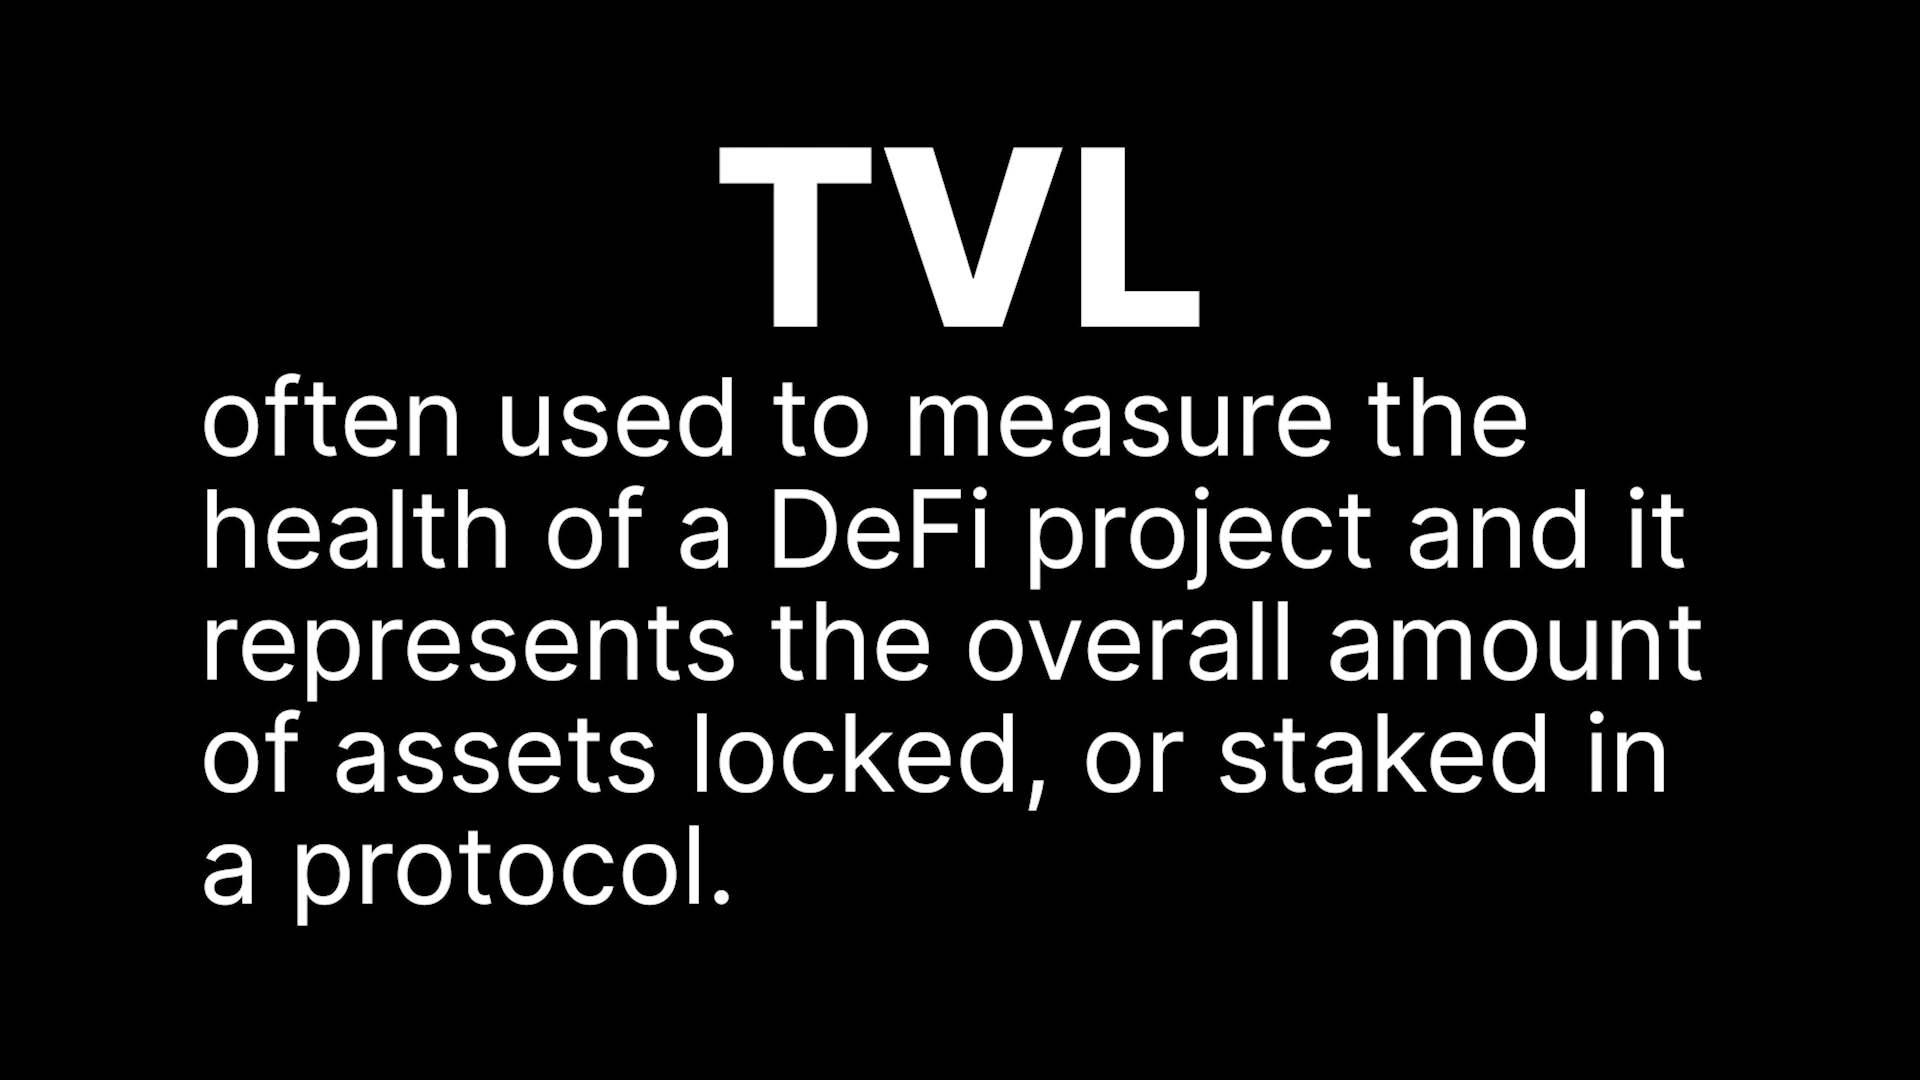 TVL
often used to measure the
health of a DeFi project and it
represents the overall amount
of assets locked, or staked in
a protocol.